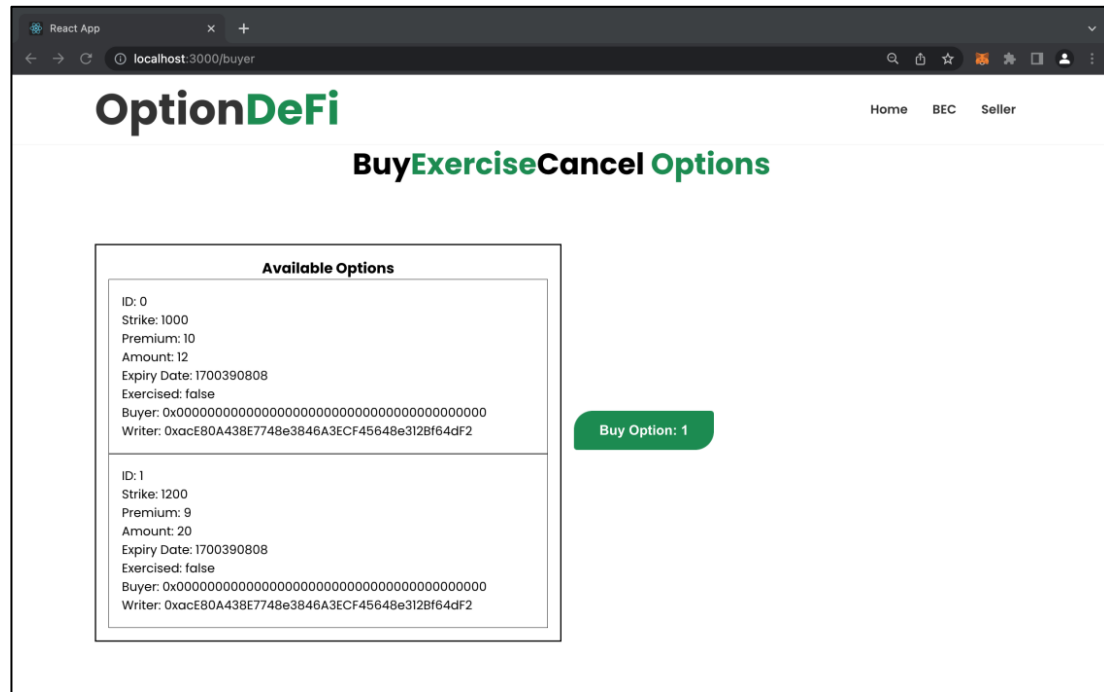 React App
localhost:3000/buyer
OptionDeFi
Home BEC Seller
BuyExerciseCancel Options
Available Options
ID: 0
Strike: 1000
Premium: 10
Amount: 12
Expiry Date: 1700390808
Exercised: false
Buyer: 0x0000000000000000000000000000000000000000
Writer: 0xacE80A438E7748e3846A3ECF45648e312Bf64dF2
Buy Option: 1
ID: 1
Strike: 1200
Premium: 9
Amount: 20
Expiry Date: 1700390808
Exercised: false
Buyer: 0x0000000000000000000000000000000000000000
Writer: 0xacE80A438E7748e3846A3ECF45648e312Bf64dF2